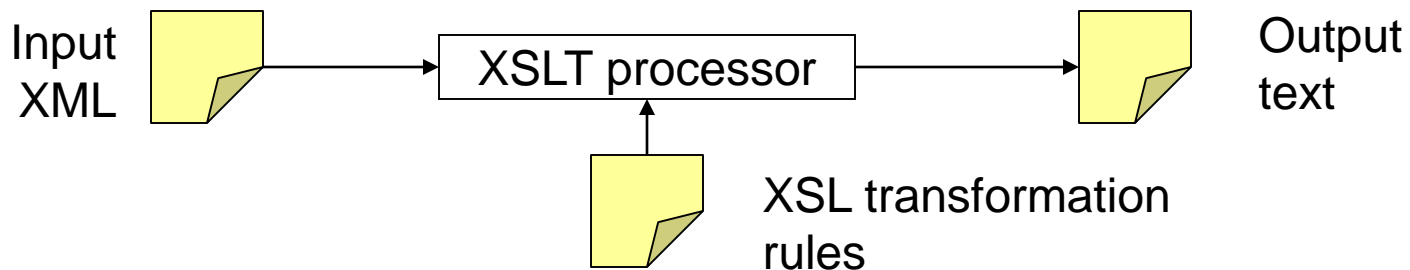 Input
XML
XSLT processor
Output
text
XSL transformation
rules